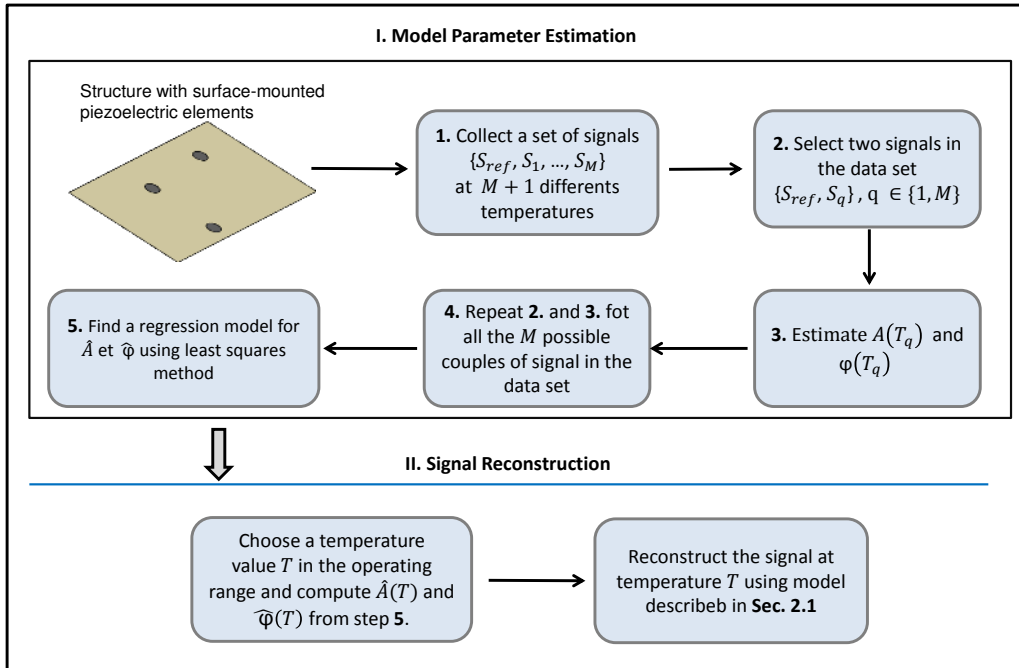 I. Model Parameter Estimation
Structure with surface-mounted
piezoelectric elements
1. Collect a set of signals
{S_ref, S_1, ..., S_M}
at M + 1 differents
temperatures
2. Select two signals in
the data set
{S_ref, S_q} , q ∈ {1, M}
3. Estimate A(T_q) and
φ(T_q)
4. Repeat 2. and 3. fot
all the M possible
couples of signal in the
data set
5. Find a regression model for
Â et φ̂ using least squares
method
II. Signal Reconstruction
Choose a temperature
value T in the operating
range and compute Â(T) and
φ̂(T) from step 5.
Reconstruct the signal at
temperature T using model
describeb in Sec. 2.1